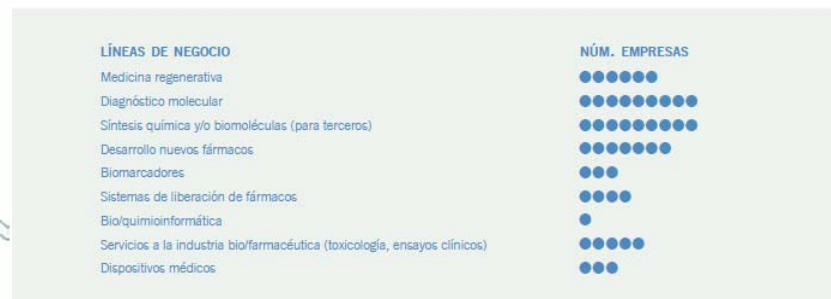 LÍNEAS DE NEGOCIO NÚM. EMPRESAS
Medicina regenerativa
Diagnóstico molecular
Síntesis química y/o biomoléculas (para terceros)
Desarrollo nuevos fármacos
Biomarcadores
Sistemas de liberación de fármacos
Bio/quimioinformática
Servicios a la industria bio/farmacéutica (toxicología, ensayos clínicos)
Dispositivos médicos